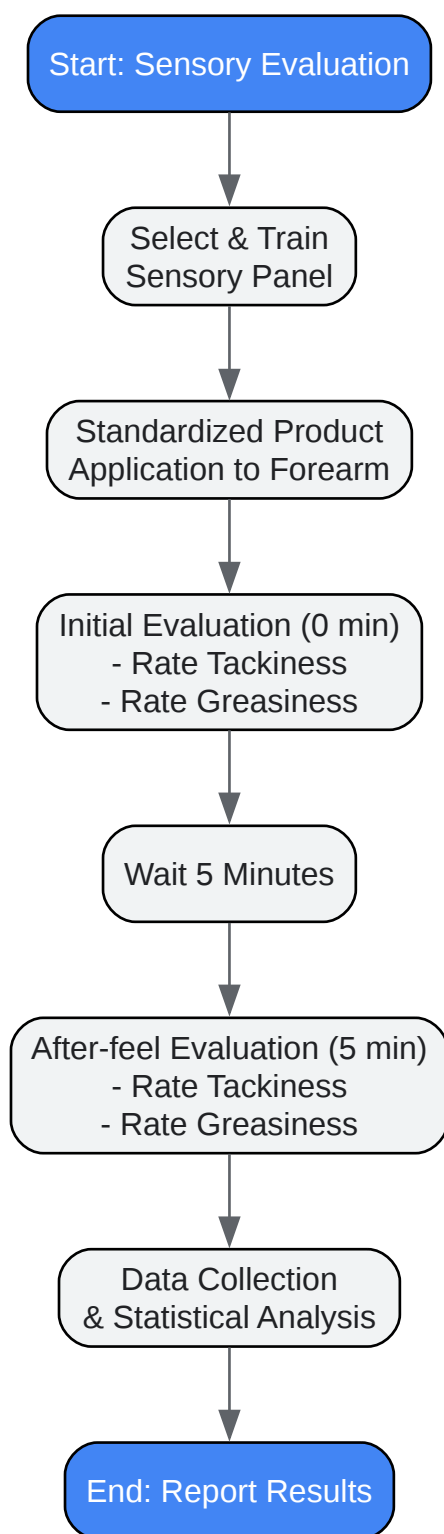 Start: Sensory Evaluation
Select & Train
Sensory Panel
Standardized Product
Application to Forearm
Initial Evaluation (0 min)
- Rate Tackiness
- Rate Greasiness
Wait 5 Minutes
After-feel Evaluation (5 min)
- Rate Tackiness
- Rate Greasiness
Data Collection
& Statistical Analysis
End: Report Results